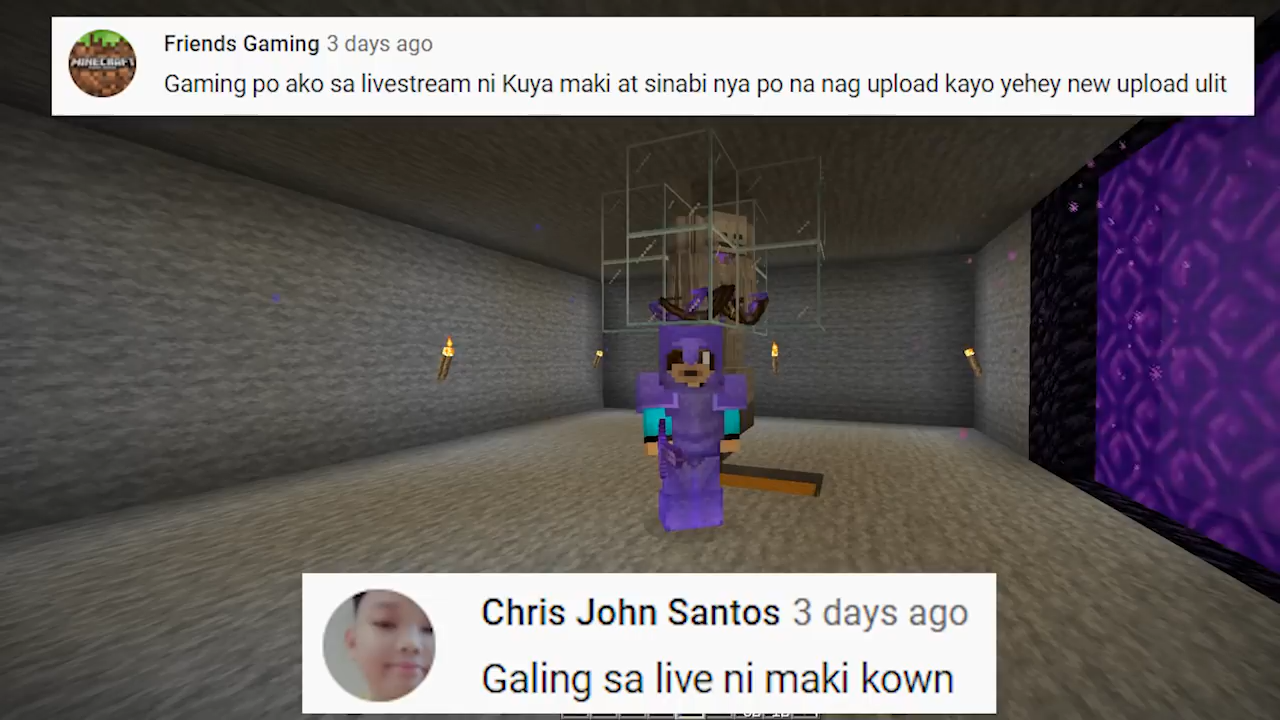 MINECRAFT
Friends Gaming 3 days ago
Gaming po ako sa livestream ni Kuya maki at sinabi nya po na nag upload kayo yehey new upload ulit
Chris John Santos 3 days ago
Galing sa live ni maki kown